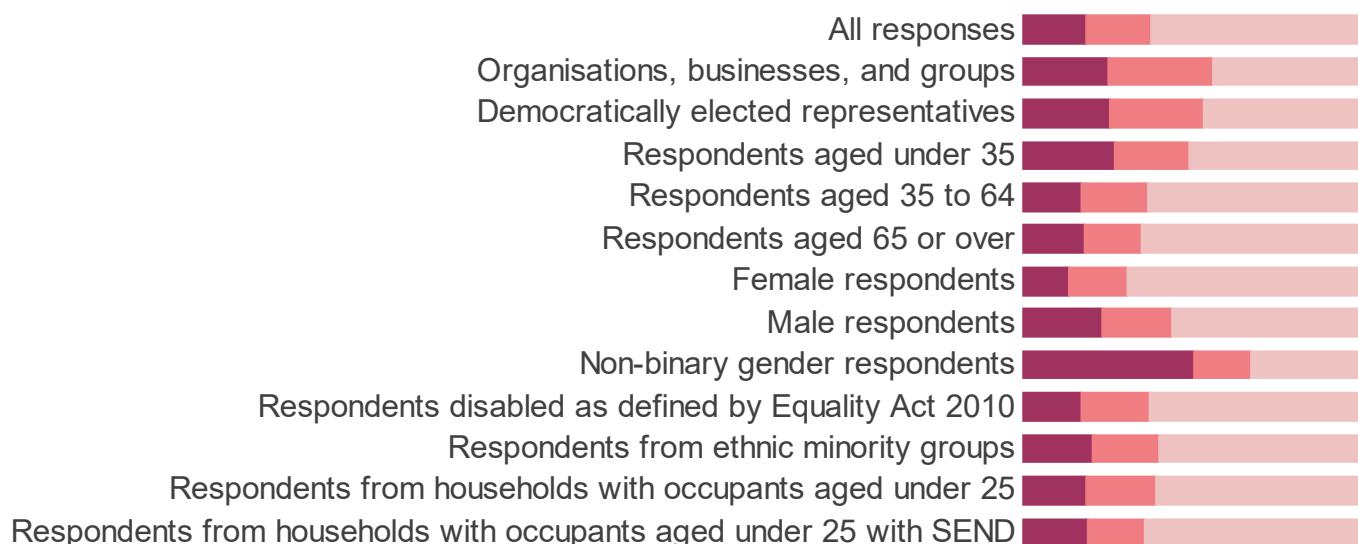 All responses
Organisations, businesses, and groups
Democratically elected representatives
Respondents aged under 35
Respondents aged 35 to 64
Respondents aged 65 or over
Female respondents
Male respondents
Non-binary gender respondents
Respondents disabled as defined by Equality Act 2010
Respondents from ethnic minority groups
Respondents from households with occupants aged under 25
Respondents from households with occupants aged under 25 with SEND